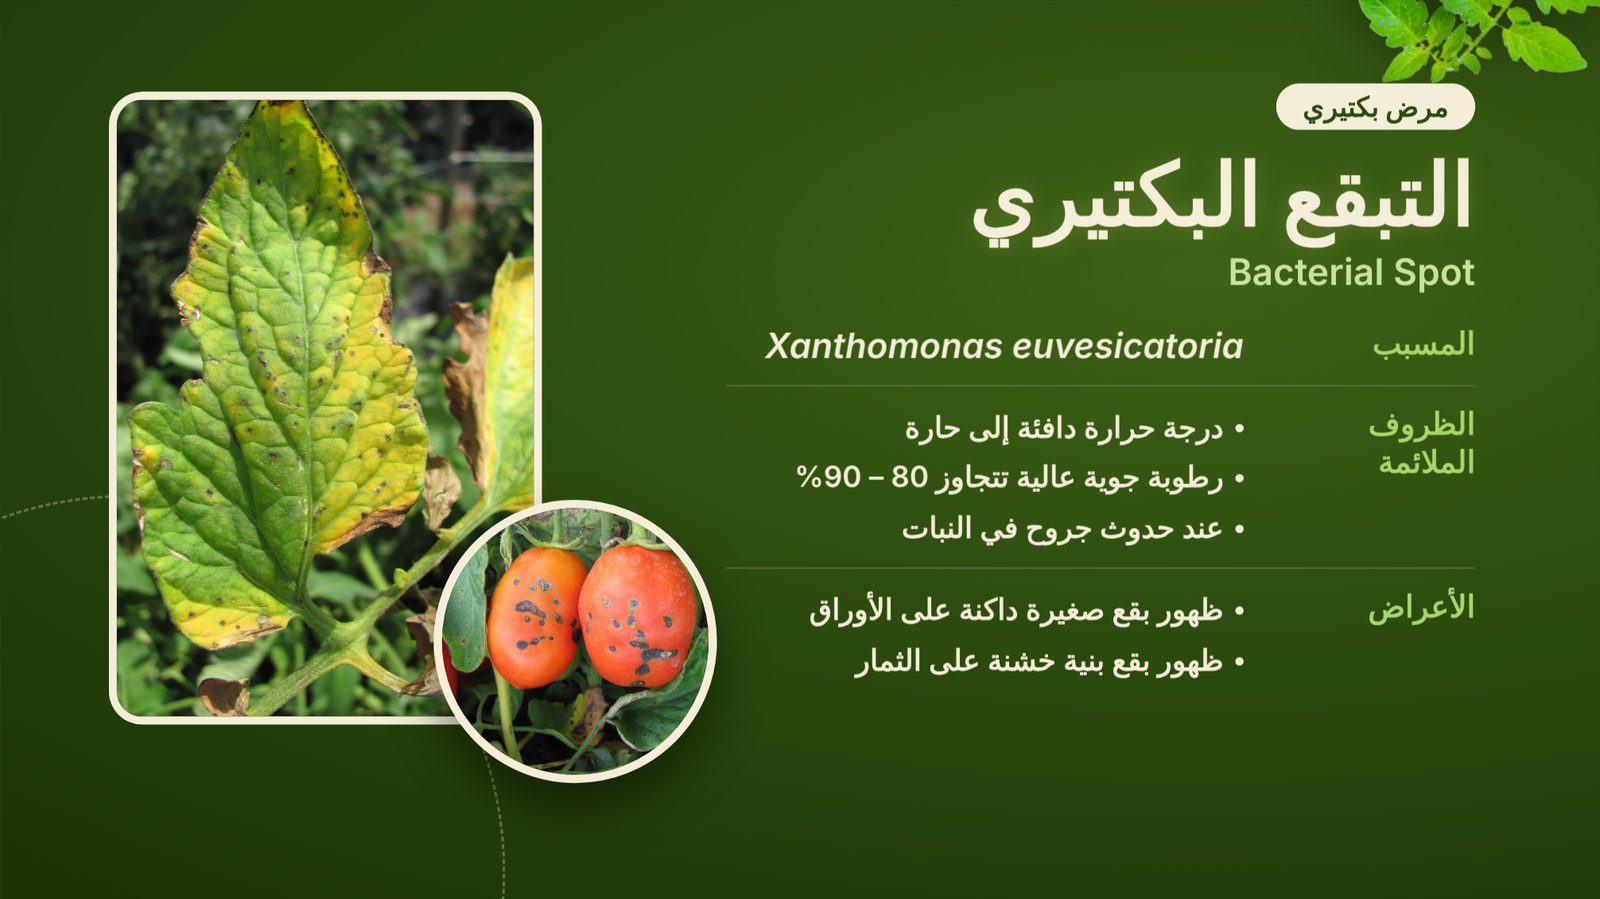 مرض بكتيري
التبقع البكتيري
Bacterial Spot
المسبب
Xanthomonas euvesicatoria
الظروف
الملائمة
• درجة حرارة دافئة إلى حارة
• رطوبة جوية عالية تتجاوز 80 – 90%
• عند حدوث جروح في النبات
الأعراض
• ظهور بقع صغيرة داكنة على الأوراق
• ظهور بقع بنية خشنة على الثمار